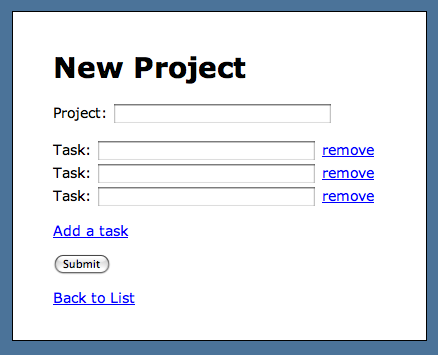 New Project
Project:
Task: remove
Task: remove
Task: remove
Add a task
Submit
Back to List